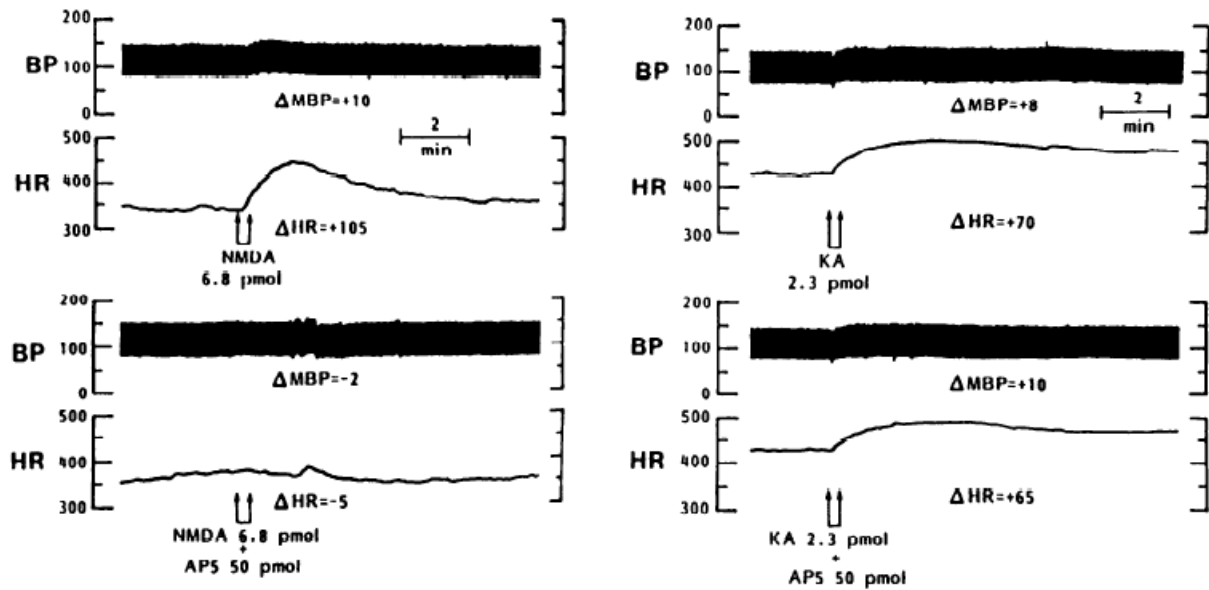 200
BP 100
0
ΔMBP=+10
2
min
500
HR 400
300
ΔHR=+105
NMDA
6.8 pmol
200
BP 100
0
ΔMBP=-2
500
HR 400
300
ΔHR=-5
NMDA 6.8 pmol
+
AP5 50 pmol
200
BP 100
0
ΔMBP=+8
2
min
500
HR 400
300
ΔHR=+70
KA
2.3 pmol
200
BP 100
0
ΔMBP=+10
500
HR 400
300
ΔHR=+65
KA 2.3 pmol
+
AP5 50 pmol